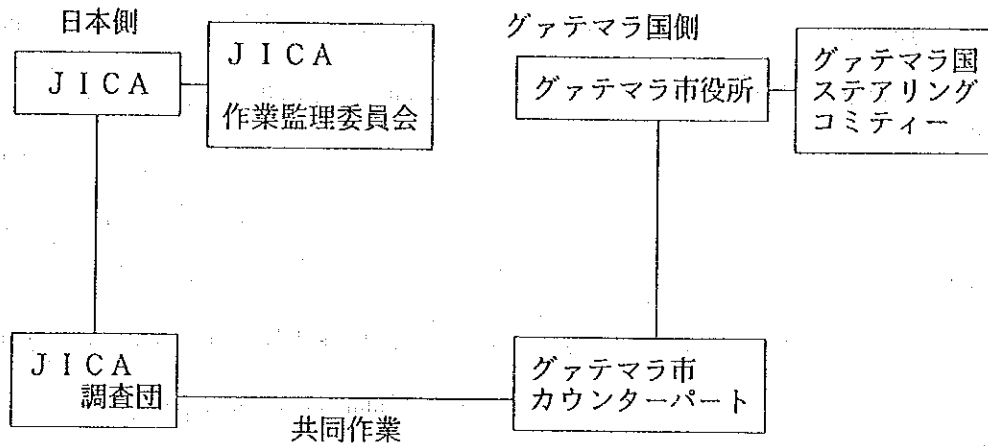 日本側
JICA
JICA
作業監理委員会
グァテマラ国側
グァテマラ市役所
グァテマラ国
ステアリング
コミティー
JICA
調査団
共同作業
グァテマラ市
カウンターパート